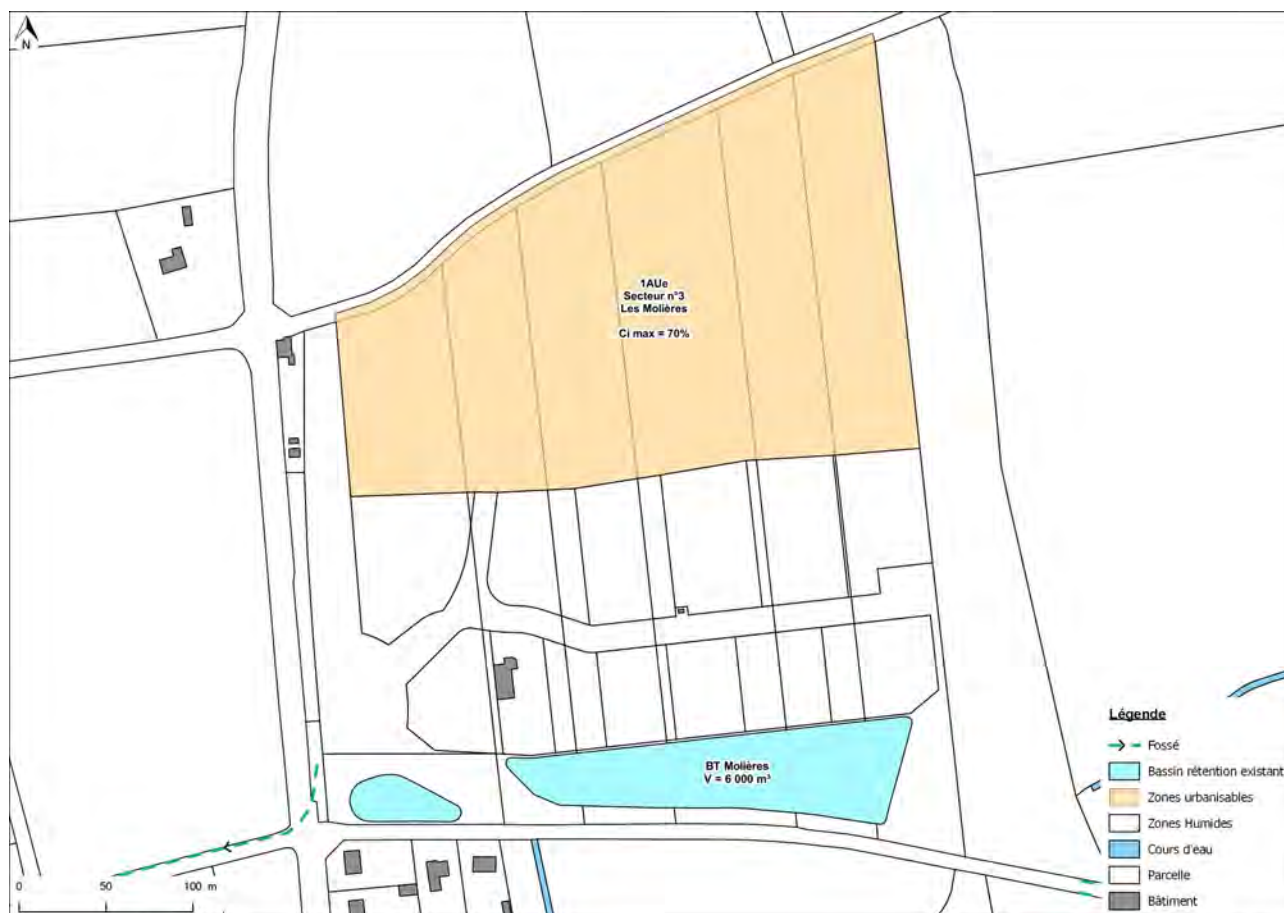 N
1AUe
Secteur n°3
Les Molières
Ci max = 70%
BT Molières
V = 6 000 m³
Légende
Fossé
Bassin rétention existant
Zones urbanisables
Zones Humides
Cours d'eau
Parcelle
Bâtiment
0 50 100 m